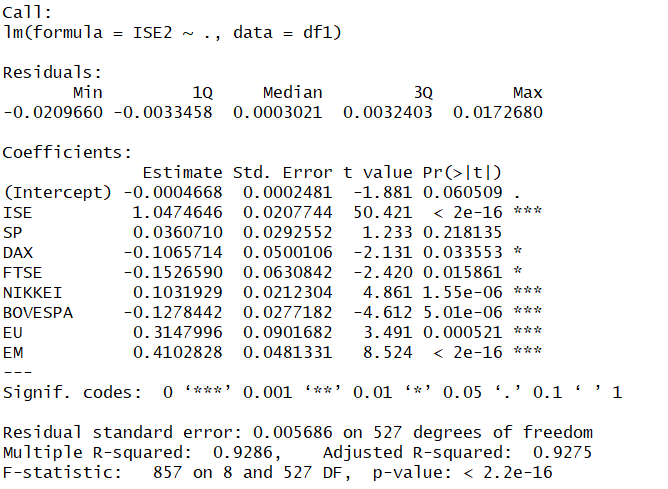 Call:
lm(formula = ISE2 ~ ., data = df1)

Residuals:
       Min         1Q     Median         3Q        Max
-0.0209660 -0.0033458  0.0003021  0.0032403  0.0172680

Coefficients:
              Estimate Std. Error t value Pr(>|t|)
(Intercept) -0.0004668  0.0002481  -1.881 0.060509 .
ISE          1.0474646  0.0207744  50.421  < 2e-16 ***
SP           0.0360710  0.0292552   1.233 0.218135
DAX         -0.1065714  0.0500106  -2.131 0.033553 *
FTSE        -0.1526590  0.0630842  -2.420 0.015861 *
NIKKEI       0.1031929  0.0212304   4.861 1.55e-06 ***
BOVESPA     -0.1278442  0.0277182  -4.612 5.01e-06 ***
EU           0.3147996  0.0901682   3.491 0.000521 ***
EM           0.4102828  0.0481331   8.524  < 2e-16 ***
---
Signif. codes:  0 ‘***’ 0.001 ‘**’ 0.01 ‘*’ 0.05 ‘.’ 0.1 ‘ ’ 1

Residual standard error: 0.005686 on 527 degrees of freedom
Multiple R-squared:  0.9286,    Adjusted R-squared:  0.9275
F-statistic:   857 on 8 and 527 DF,  p-value: < 2.2e-16